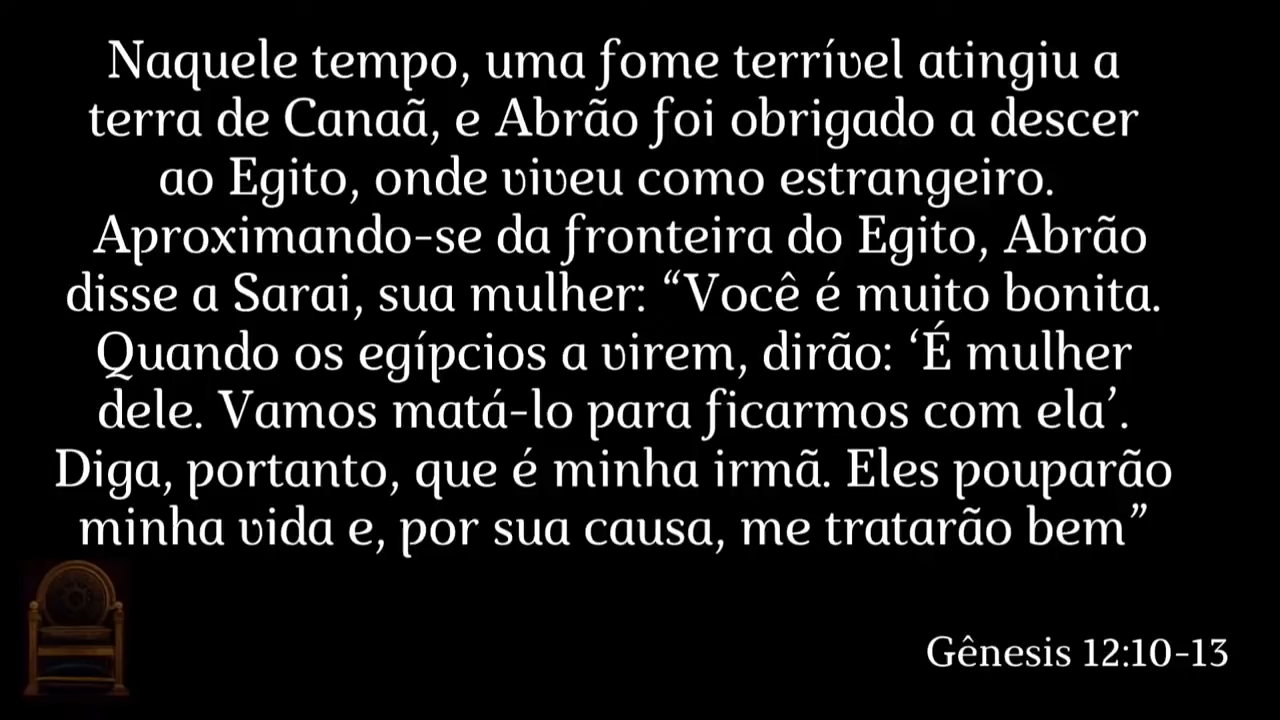 Naquele tempo, uma fome terrível atingiu a
terra de Canaã, e Abrão foi obrigado a descer
ao Egito, onde viveu como estrangeiro.
Aproximando-se da fronteira do Egito, Abrão
disse a Sarai, sua mulher: “Você é muito bonita.
Quando os egípcios a virem, dirão: ‘É mulher
dele. Vamos matá-lo para ficarmos com ela’.
Diga, portanto, que é minha irmã. Eles pouparão
minha vida e, por sua causa, me tratarão bem”
Gênesis 12:10-13